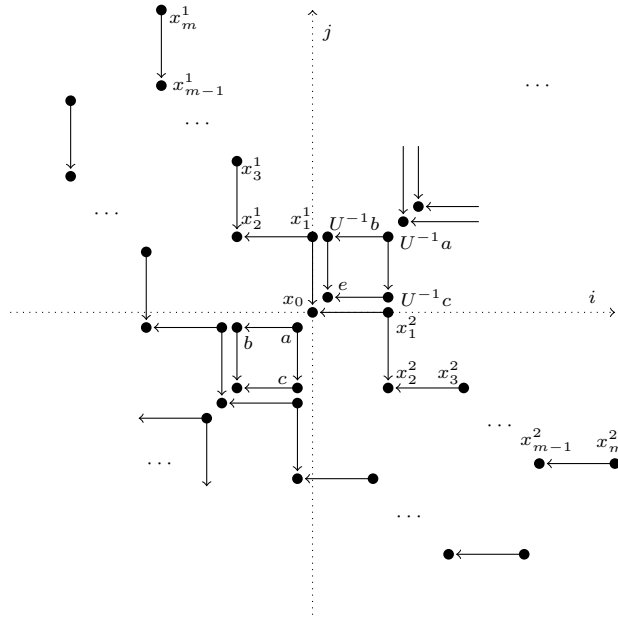 x_m^1
j
x_{m-1}^1
...
...
x_3^1
x_2^1
x_1^1
U^{-1}b
U^{-1}a
...
e
x_0
U^{-1}c
i
a
x_1^2
b
c
x_2^2
x_3^2
...
x_{m-1}^2
x_m^2
...
...